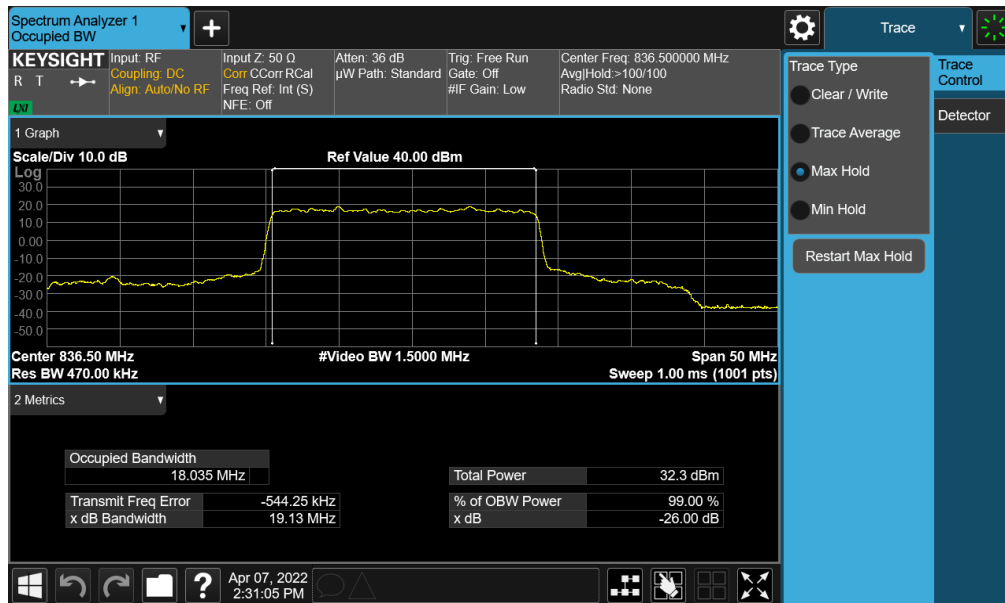 Spectrum Analyzer 1
Occupied BW
Trace
KEYSIGHT
R T
LXI
Input: RF
Coupling: DC
Align: Auto/No RF
Input Z: 50 Ω
Corr CCorr RCal
Freq Ref: Int (S)
NFE: Off
Atten: 36 dB
µW Path: Standard
Trig: Free Run
Gate: Off
#IF Gain: Low
Center Freq: 836.500000 MHz
Avg|Hold:>100/100
Radio Std: None
1 Graph
Scale/Div 10.0 dB
Ref Value 40.00 dBm
Log
30.0
20.0
10.0
0.00
-10.0
-20.0
-30.0
-40.0
-50.0
Center 836.50 MHz
#Video BW 1.5000 MHz
Span 50 MHz
Res BW 470.00 kHz
Sweep 1.00 ms (1001 pts)
2 Metrics
Occupied Bandwidth
18.035 MHz
Total Power 32.3 dBm
Transmit Freq Error -544.25 kHz
% of OBW Power 99.00 %
x dB Bandwidth 19.13 MHz
x dB -26.00 dB
Trace Type
Clear / Write
Trace Average
Max Hold
Min Hold
Restart Max Hold
Trace
Control
Detector
?
Apr 07, 2022
2:31:05 PM